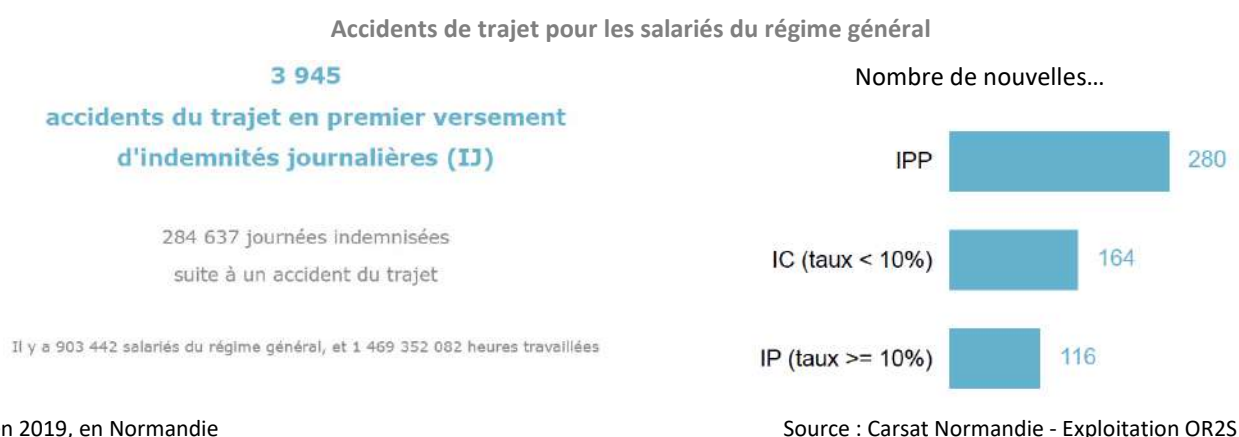 Accidents de trajet pour les salariés du régime général
3 945
accidents du trajet en premier versement
d'indemnités journalières (IJ)
284 637 journées indemnisées
suite à un accident du trajet
Il y a 903 442 salariés du régime général, et 1 469 352 082 heures travaillées
Nombre de nouvelles…
IPP 280
IC (taux < 10%) 164
IP (taux >= 10%) 116
n 2019, en Normandie
Source : Carsat Normandie - Exploitation OR2S